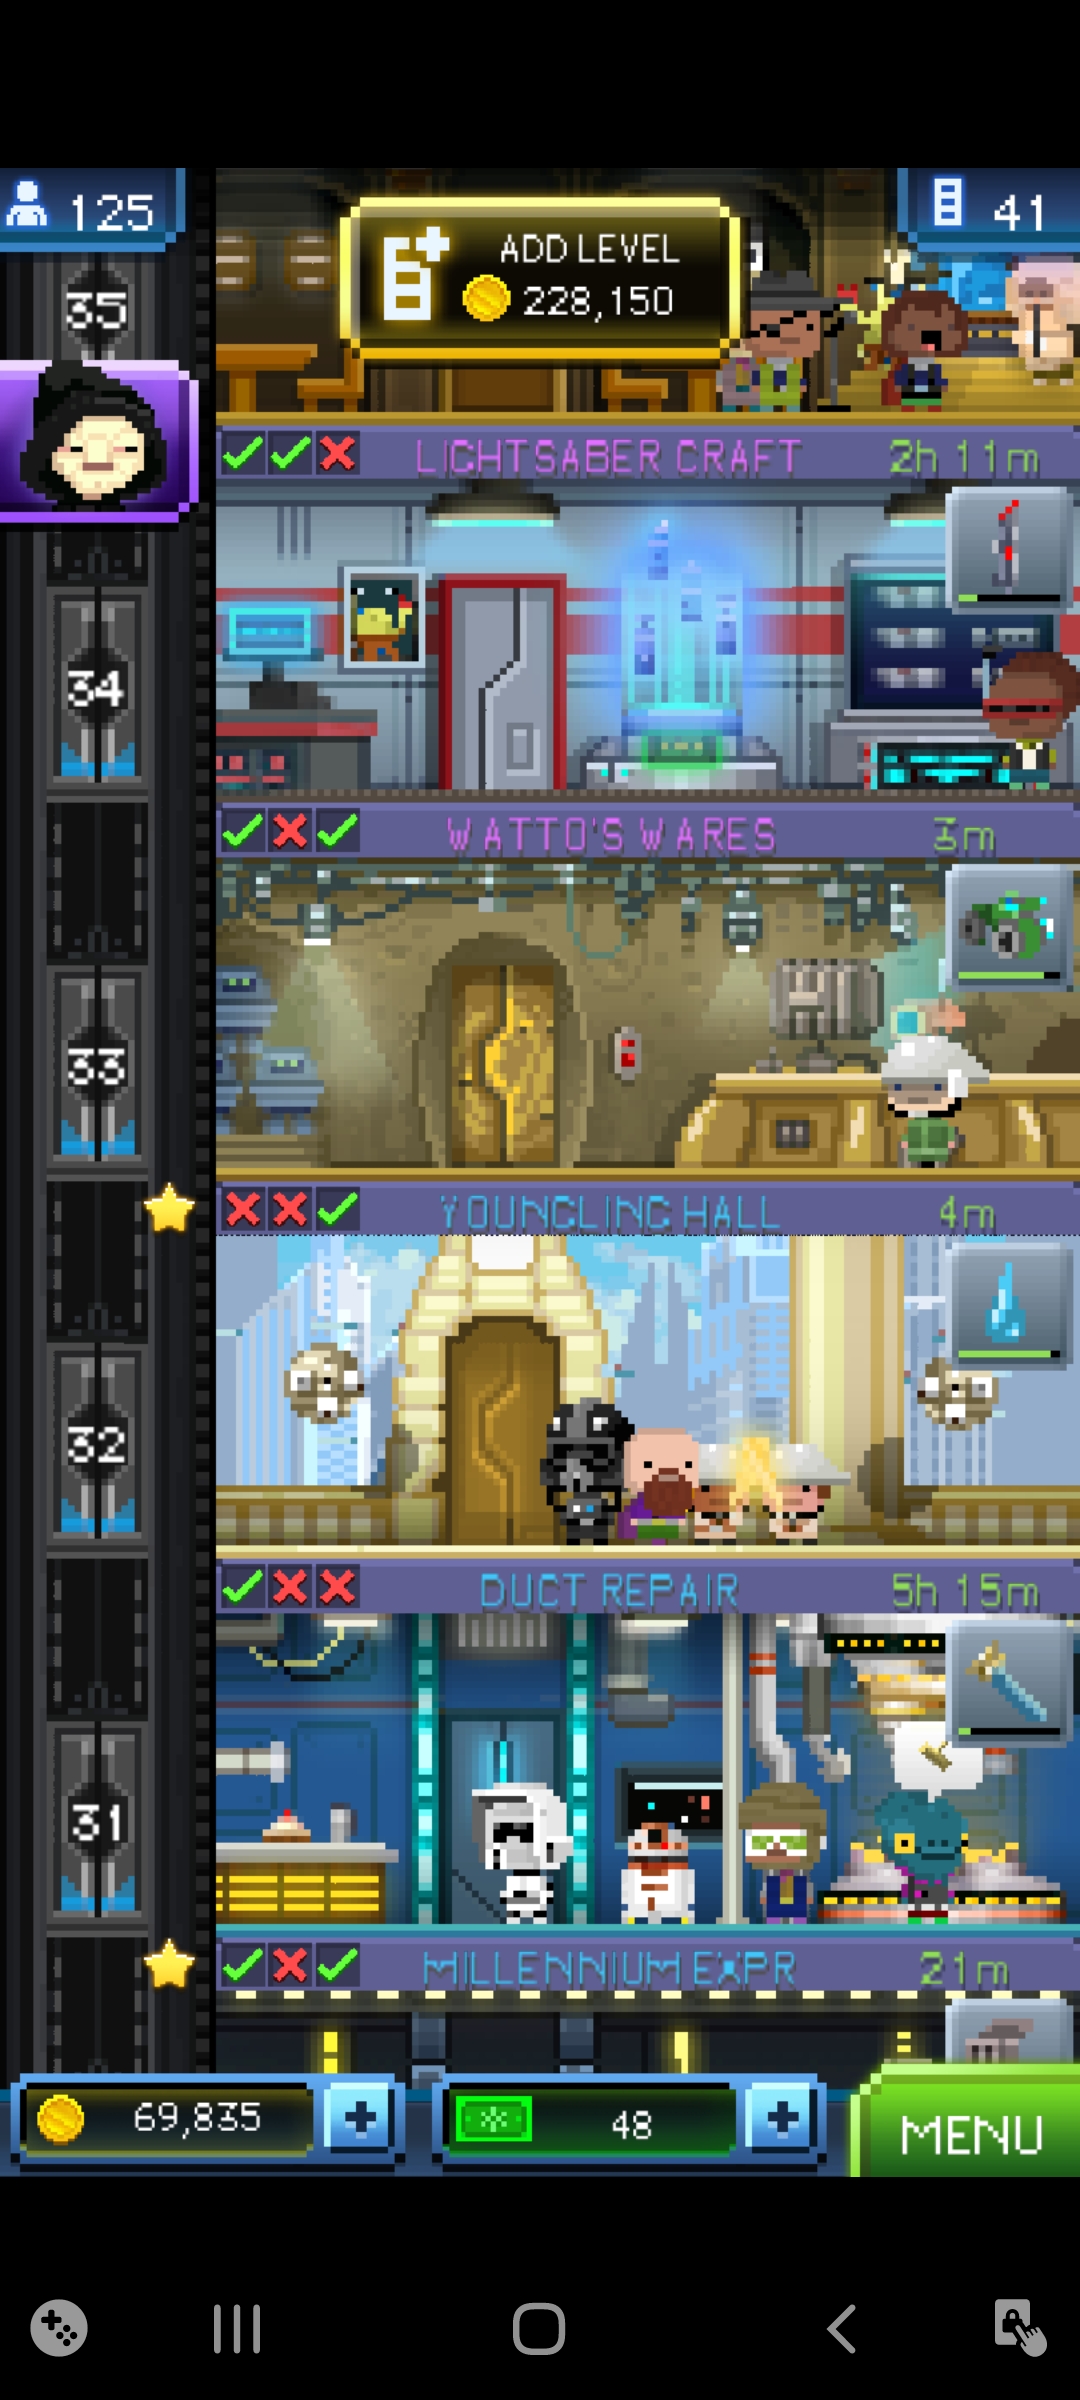 125
41
ADD LEVEL
228,150
35
LIGHTSABER CRAFT 2h 11m
34
WATTO'S WARES 3m
33
YOUNGLING HALL 4m
32
DUCT REPAIR 5h 15m
31
MILLENNIUM EXPR 21m
69,835
48
MENU